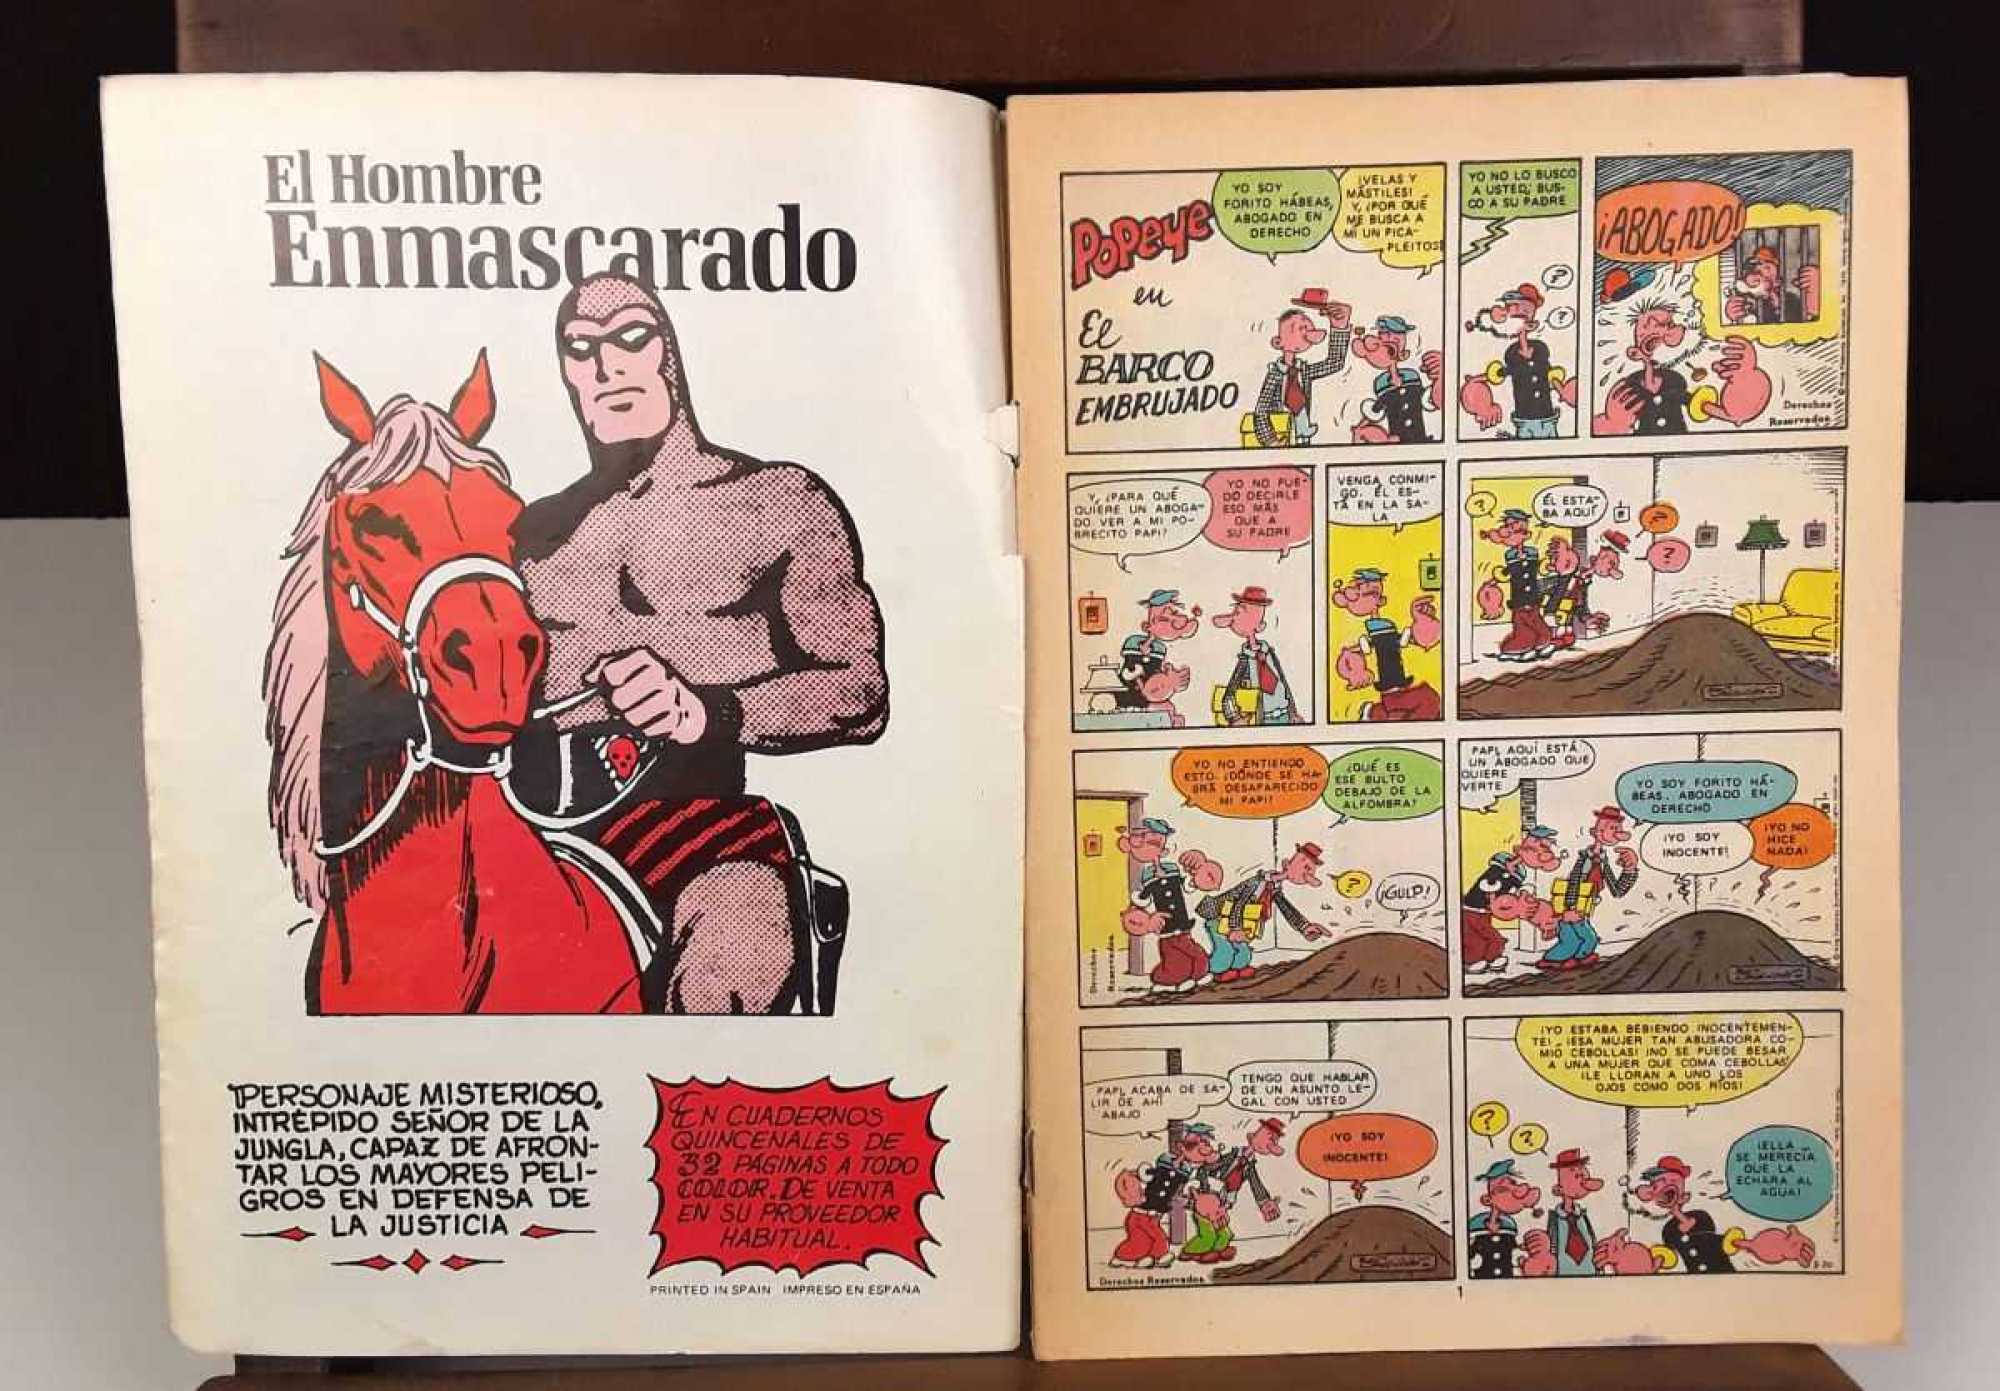 El Hombre
Enmascarado
PERSONAJE MISTERIOSO,
INTRÉPIDO SEÑOR DE LA
JUNGLA, CAPAZ DE AFRON-
TAR LOS MAYORES PELI-
GROS EN DEFENSA DE
LA JUSTICIA
EN CUADERNOS
QUINCENALES DE
32 PÁGINAS A TODO
COLOR. DE VENTA
EN SU PROVEEDOR
HABITUAL.
PRINTED IN SPAIN IMPRESO EN ESPAÑA
POPEYE
en
El
BARCO
EMBRUJADO
YO SOY
FORITO HÁBEAS,
ABOGADO EN
DERECHO
¡VELAS Y
MÁSTILES!
Y, ¿POR QUÉ
ME BUSCA A
MÍ UN PICA-
PLEITOS?
YO NO LO BUSCO
A USTED; BUS-
CO A SU PADRE
?
?
¡ABOGADO!
Derechos
Reservados
Y, ¿PARA QUÉ
QUIERE UN ABOGA-
DO VER A MI PO-
BRECITO PAPI?
YO NO PUE-
DO DECIRLE
ESO MÁS
QUE A
SU PADRE
VENGA CONMI-
GO. ÉL ES-
TÁ EN LA SA-
LA
?
ÉL ESTA-
BA AQUÍ
?
?
YO NO ENTIENDO
ESTO. ¿DÓNDE SE HA-
BRÁ DESAPARECIDO
MI PAPI?
¿QUÉ ES
ESE BULTO
DEBAJO DE LA
ALFOMBRA?
?
¡GULP!
Derechos
Reservados
PAPI, AQUÍ ESTÁ
UN ABOGADO QUE
QUIERE
VERTE
YO SOY FORITO HÁ-
BEAS, ABOGADO EN
DERECHO
¡YO SOY
INOCENTE!
¡YO NO
HICE
NADA!
PAPI, ACABA DE SA-
LIR DE AHÍ
ABAJO
TENGO QUE HABLAR
DE UN ASUNTO LE-
GAL CON USTED
¡YO SOY
INOCENTE!
Derechos Reservados
¡YO ESTABA BEBIENDO INOCENTEMEN-
TE! ¡ESA MUJER TAN ABUSADORA CO-
MIÓ CEBOLLAS! ¡NO SE PUEDE BESAR
A UNA MUJER QUE COMA CEBOLLAS!
¡LE LLORAN A UNO LOS
OJOS COMO DOS RÍOS!
?
?
¡ELLA
SE MERECÍA
QUE LA
ECHARA AL
AGUA!
1